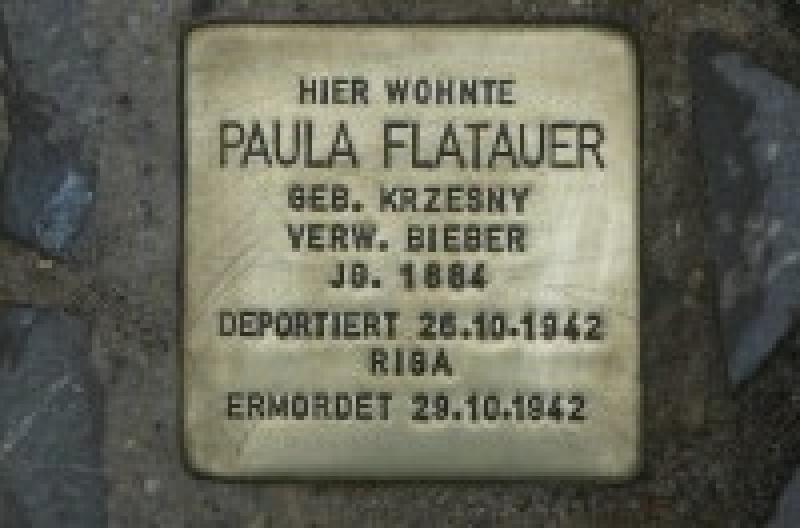 HIER WOHNTE
PAULA FLATAUER
GEB. KRZESNY
VERW. BIEBER
JG. 1884
DEPORTIERT 26.10.1942
RIGA
ERMORDET 29.10.1942